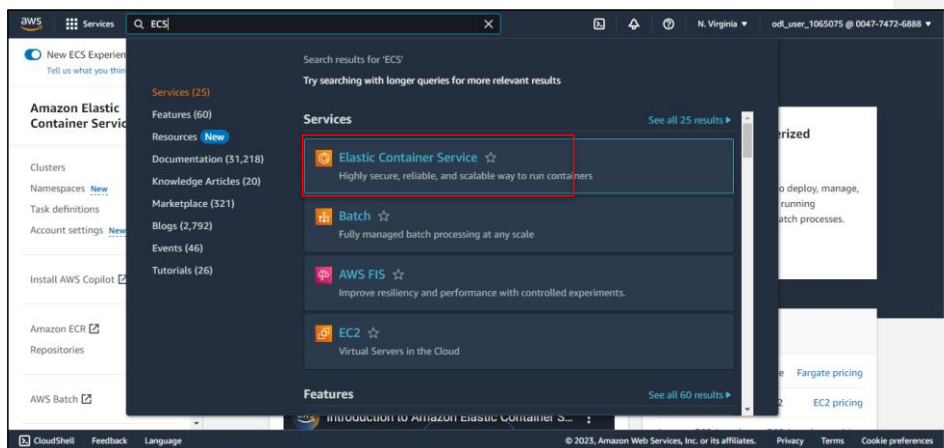 aws
Services
ECS
N. Virginia
odl_user_1065075 @ 0047-7472-6888
New ECS Experien
Tell us what you thin
Amazon Elastic
Container Servic
Clusters
Namespaces New
Task definitions
Account settings New
Install AWS Copilot
Amazon ECR
Repositories
AWS Batch
Services (25)
Features (60)
Resources New
Documentation (31,218)
Knowledge Articles (20)
Marketplace (321)
Blogs (2,792)
Events (46)
Tutorials (26)
Search results for 'ECS'
Try searching with longer queries for more relevant results
Services
See all 25 results
Elastic Container Service
Highly secure, reliable, and scalable way to run containers
Batch
Fully managed batch processing at any scale
AWS FIS
Improve resiliency and performance with controlled experiments.
EC2
Virtual Servers in the Cloud
Features
See all 60 results
erized
o deploy, manage,
running
atch processes.
Fargate pricing
EC2 pricing
Introduction to Amazon Elastic Container S...
CloudShell
Feedback
Language
© 2023, Amazon Web Services, Inc. or its affiliates.
Privacy
Terms
Cookie preferences